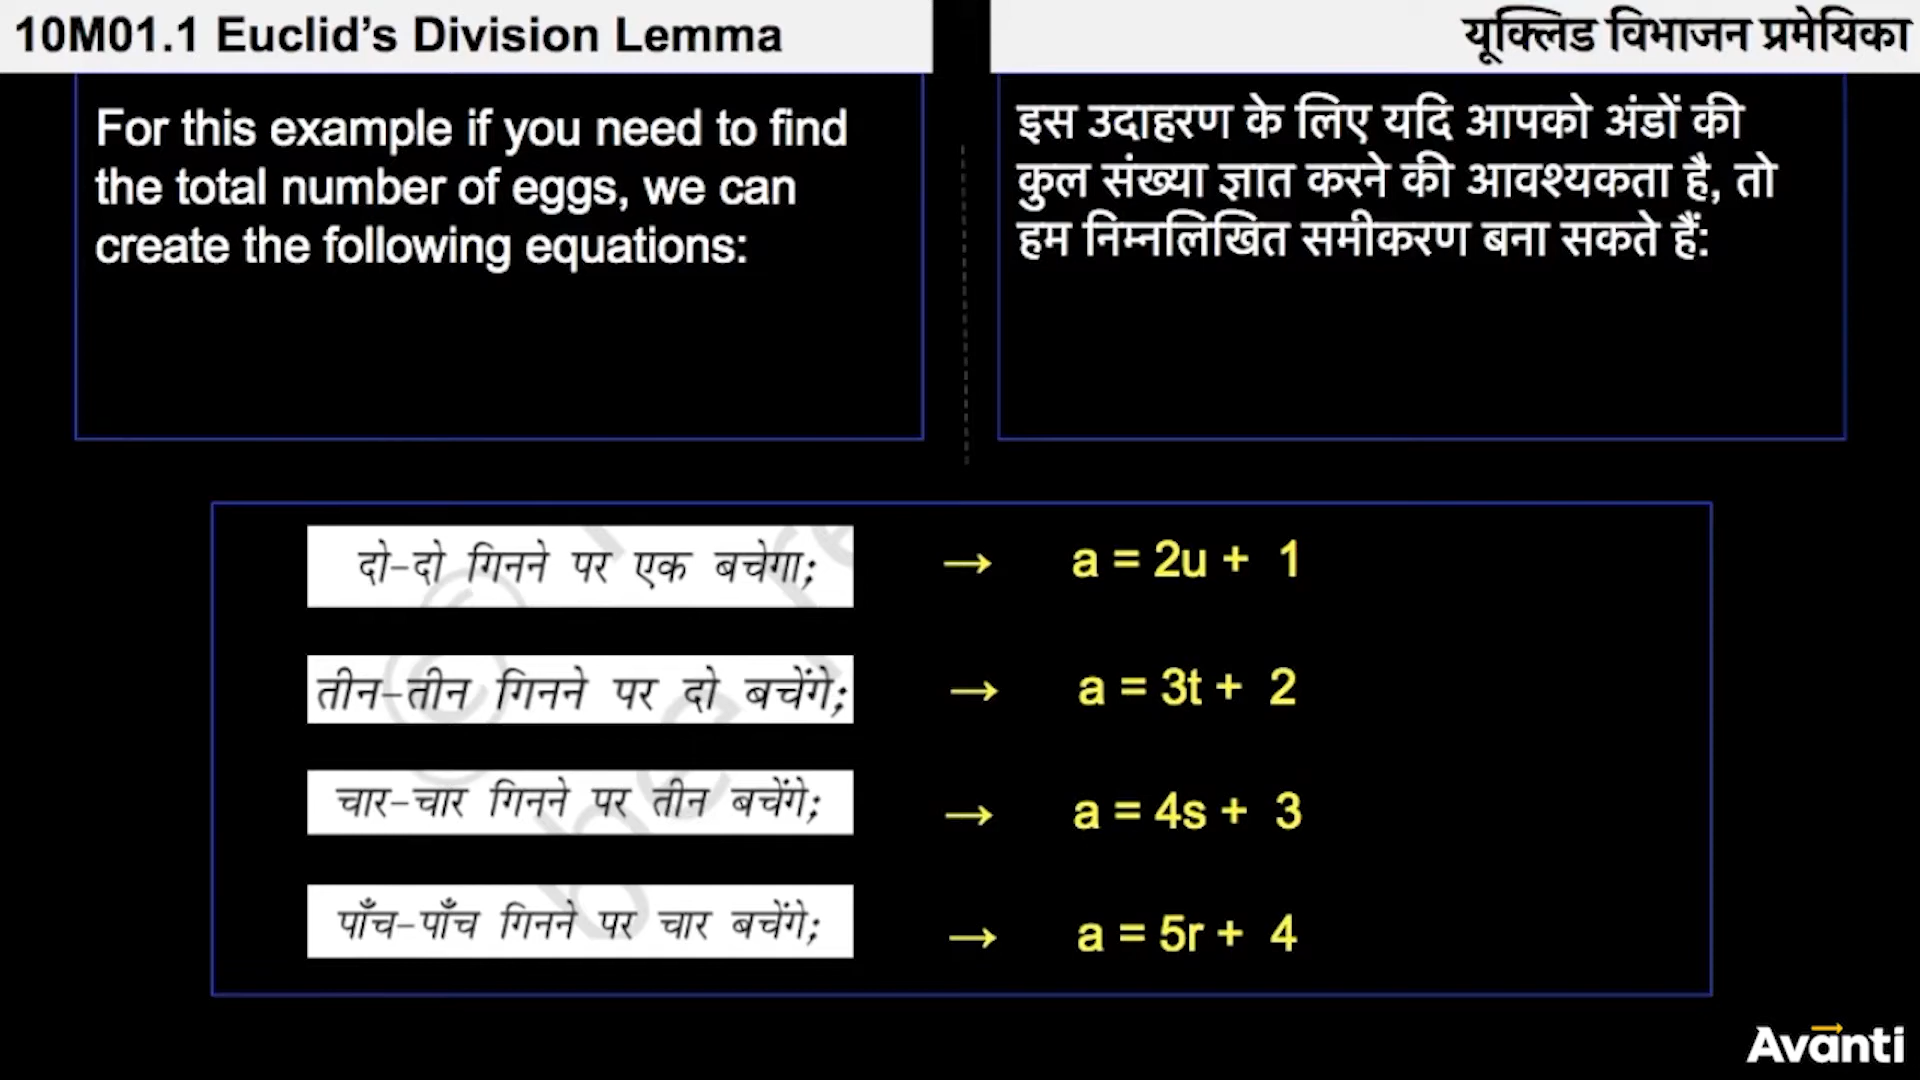 10M01.1 Euclid’s Division Lemma
यूक्लिड विभाजन प्रमेयिका
For this example if you need to find
the total number of eggs, we can
create the following equations:
इस उदाहरण के लिए यदि आपको अंडों की
कुल संख्या ज्ञात करने की आवश्यकता है, तो
हम निम्नलिखित समीकरण बना सकते हैं:
दो-दो गिनने पर एक बचेगा; → a = 2u + 1
तीन-तीन गिनने पर दो बचेंगे; → a = 3t + 2
चार-चार गिनने पर तीन बचेंगे; → a = 4s + 3
पाँच-पाँच गिनने पर चार बचेंगे; → a = 5r + 4
Avanti